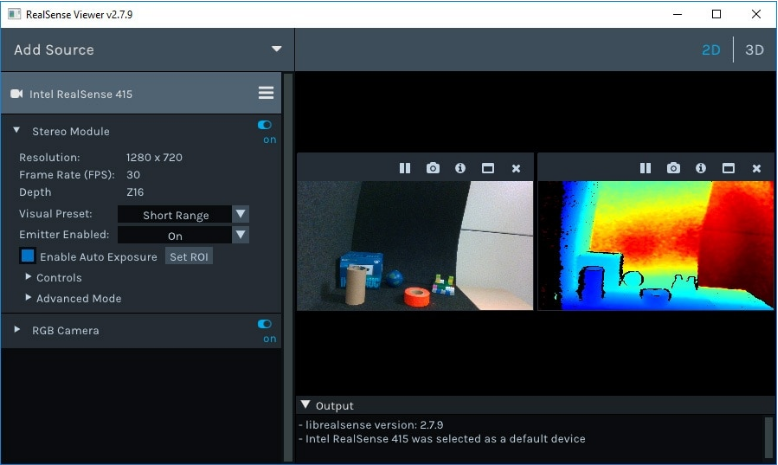 RealSense Viewer v2.7.9
Add Source
2D
3D
Intel RealSense 415
Stereo Module
on
Resolution: 1280 x 720
Frame Rate (FPS): 30
Depth Z16
Visual Preset: Short Range
Emitter Enabled: On
Enable Auto Exposure Set ROI
Controls
Advanced Mode
RGB Camera
on
Output
- librealsense version: 2.7.9
- Intel RealSense 415 was selected as a default device